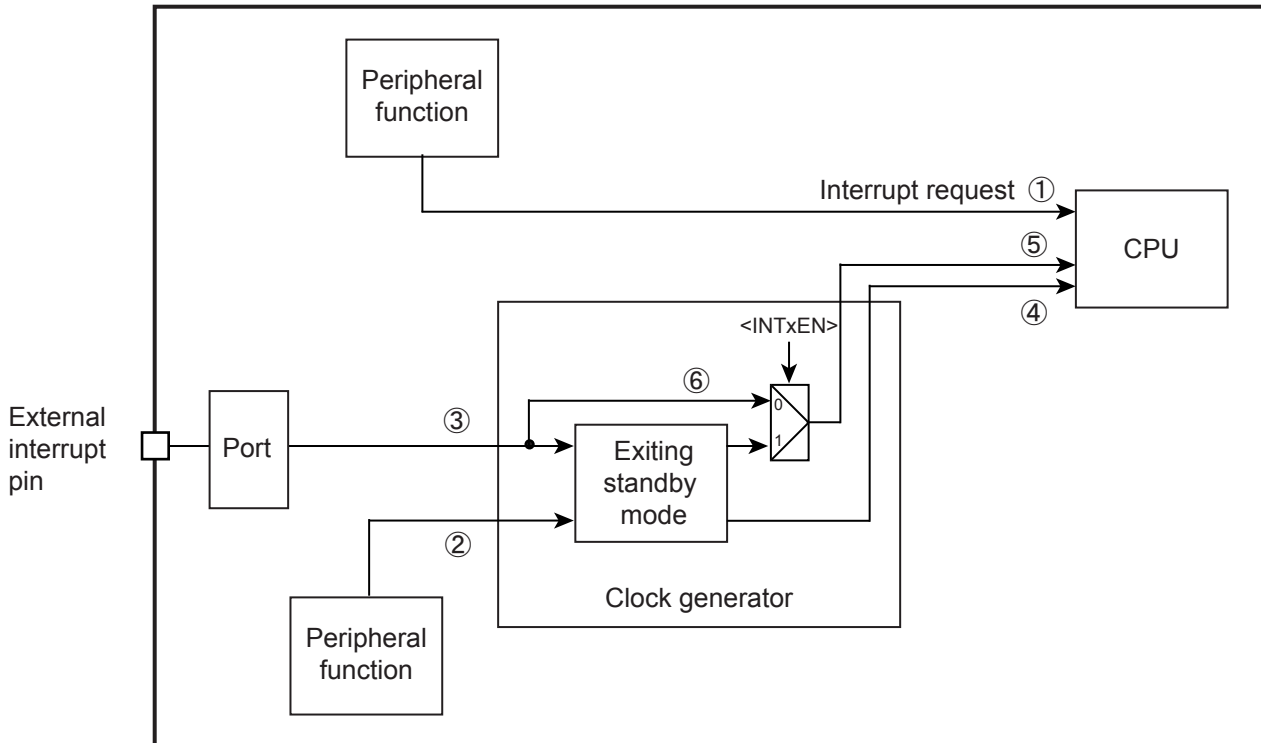 Peripheral
function
Interrupt request ①
CPU
⑤
④
<INTxEN>
⑥
0
1
External
interrupt
pin
Port
③
Exiting
standby
mode
②
Clock generator
Peripheral
function